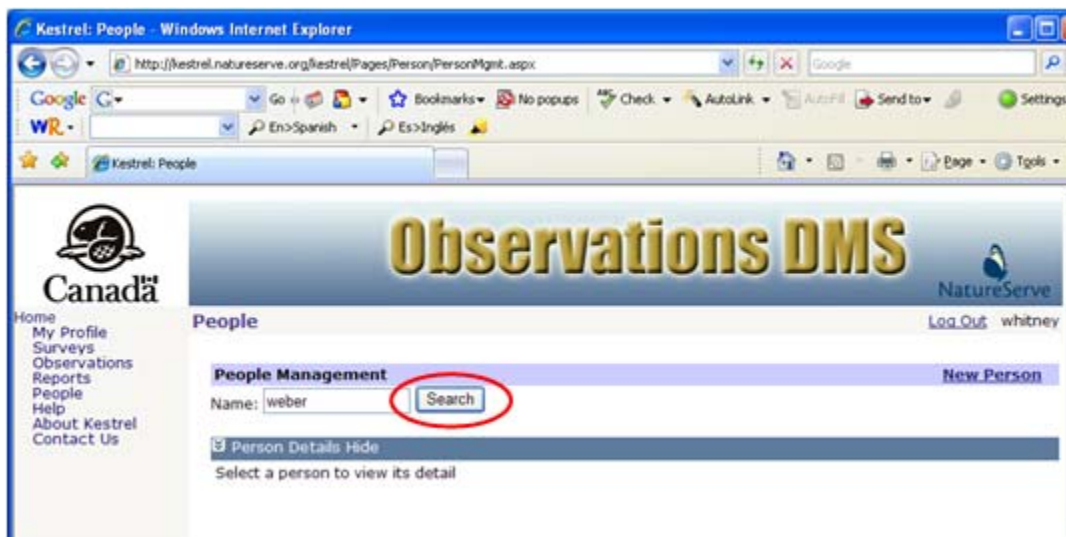 Kestrel: People - Windows Internet Explorer
http://kestrel.natureserve.org/kestrel/Pages/Person/PersonMgmt.aspx
Google
Google G Go Bookmarks No popups Check AutoLink AutoFill Send to Settings
WR En>Spanish Es>Inglés
Kestrel: People
Page Tools
Canadä
Observations DMS
NatureServe
Home
My Profile
Surveys
Observations
Reports
People
Help
About Kestrel
Contact Us
People
Log Out whitney
People Management
New Person
Name: weber Search
Person Details Hide
Select a person to view its detail